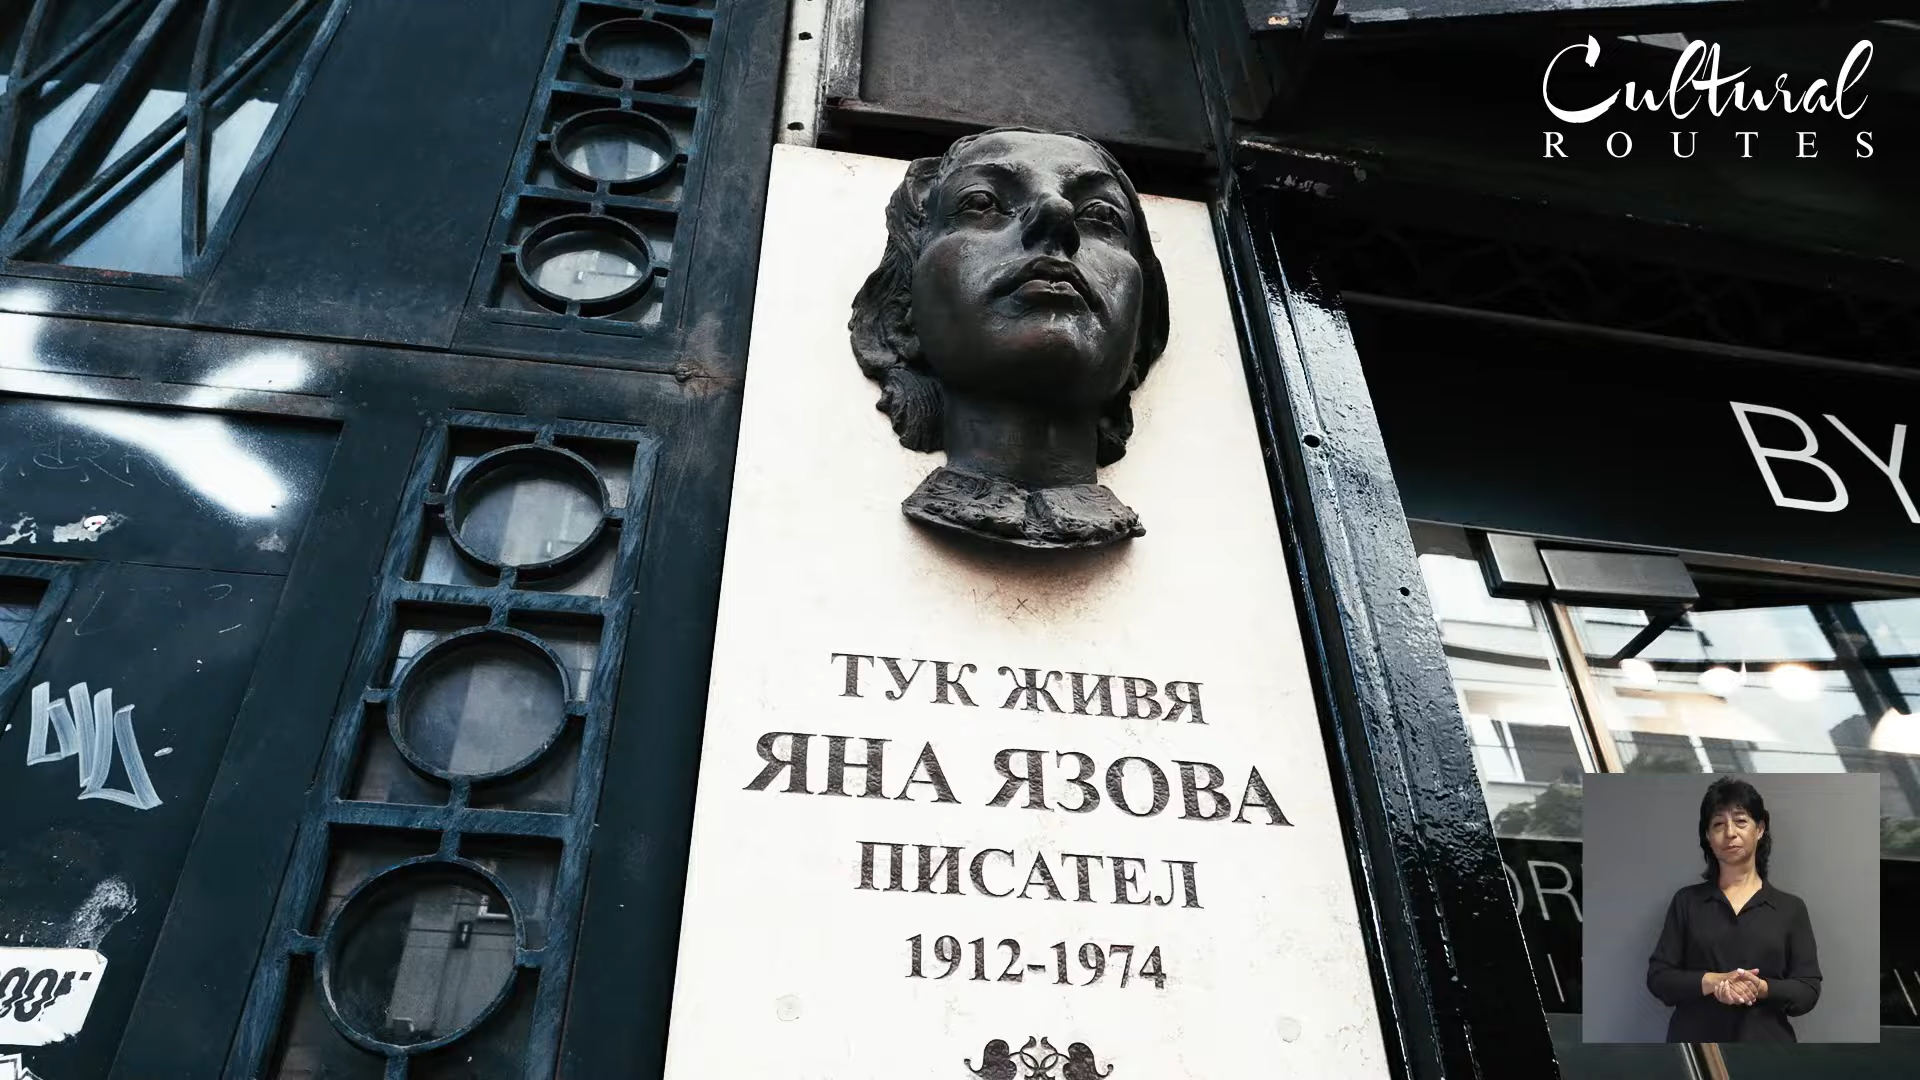 Cultural
ROUTES
BY
ТУК ЖИВЯ
ЯНА ЯЗОВА
ПИСАТЕЛ
1912-1974